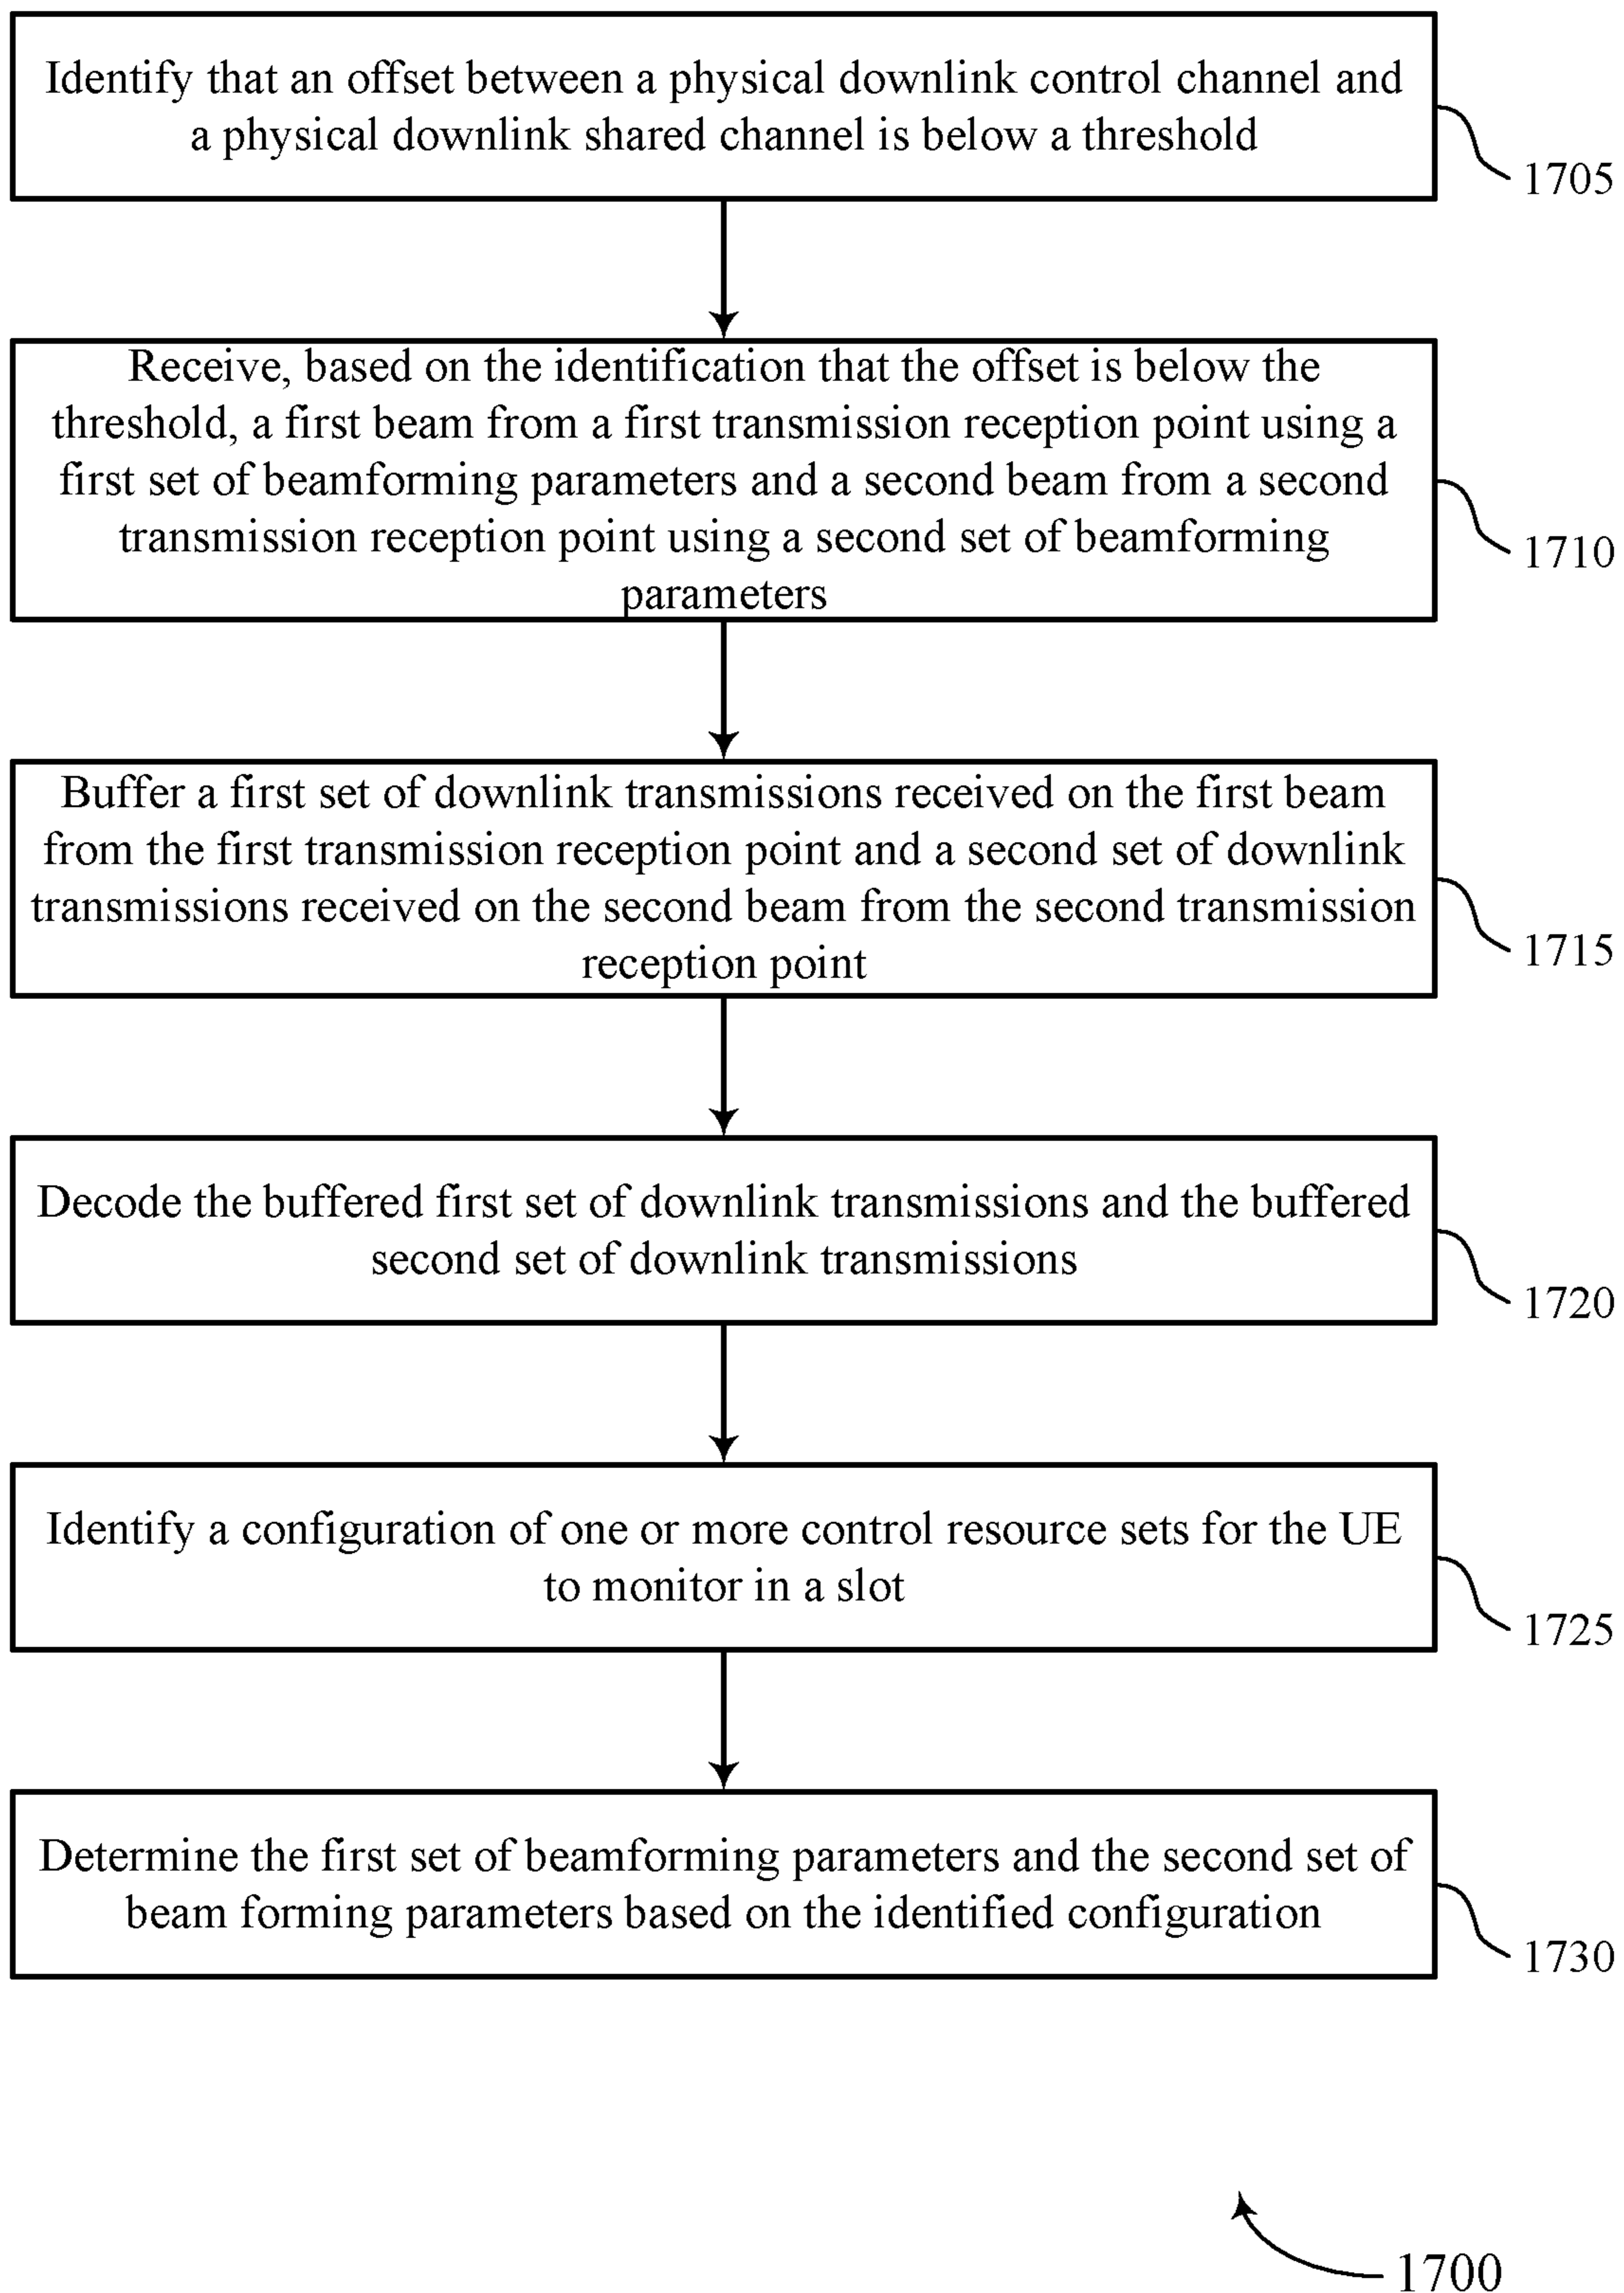 Identify that an offset between a physical downlink control channel and
a physical downlink shared channel is below a threshold
1705
Receive, based on the identification that the offset is below the
threshold, a first beam from a first transmission reception point using a
first set of beamforming parameters and a second beam from a second
transmission reception point using a second set of beamforming
parameters
1710
Buffer a first set of downlink transmissions received on the first beam
from the first transmission reception point and a second set of downlink
transmissions received on the second beam from the second transmission
reception point
1715
Decode the buffered first set of downlink transmissions and the buffered
second set of downlink transmissions
1720
Identify a configuration of one or more control resource sets for the UE
to monitor in a slot
1725
Determine the first set of beamforming parameters and the second set of
beam forming parameters based on the identified configuration
1730
1700